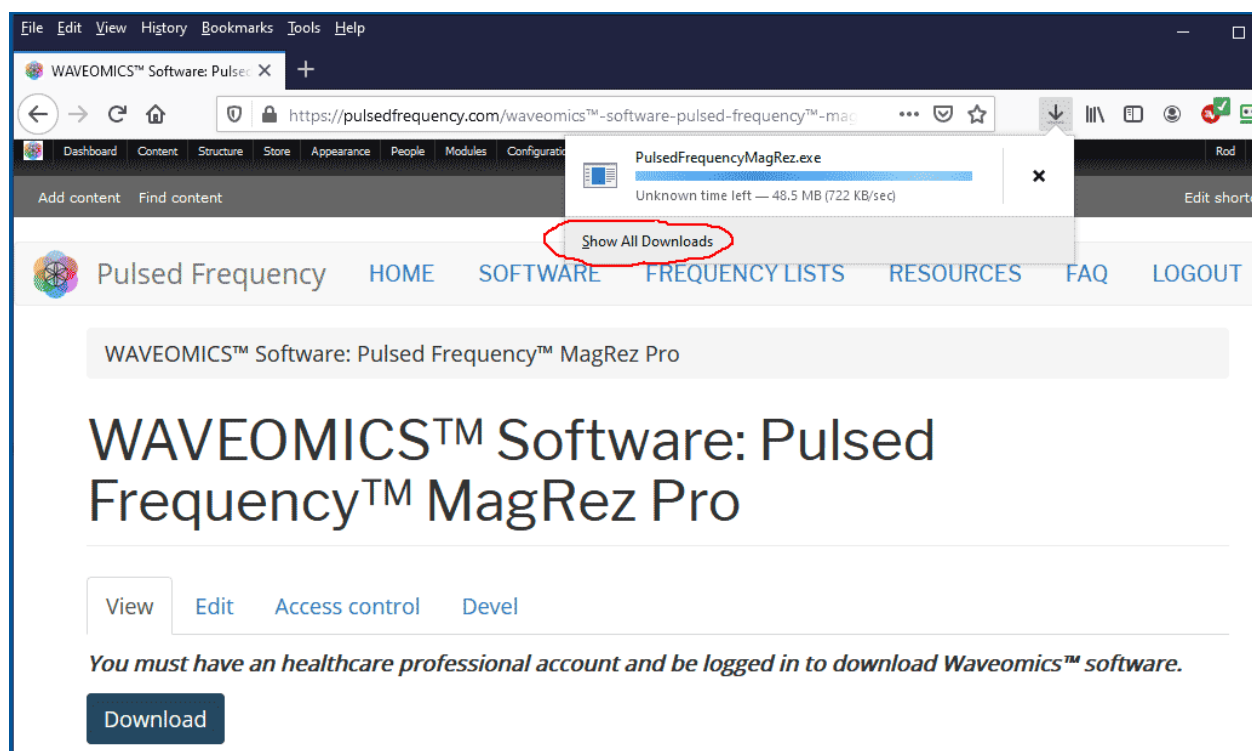 File Edit View History Bookmarks Tools Help
WAVEOMICS™ Software: Pulsed
https://pulsedfrequency.com/waveomics™-software-pulsed-frequency™-mag
Dashboard Content Structure Store Appearance People Modules Configuratio Rod
PulsedFrequencyMagRez.exe
Unknown time left — 48.5 MB (722 KB/sec)
Add content Find content Edit shortc
Show All Downloads
Pulsed Frequency HOME SOFTWARE FREQUENCY LISTS RESOURCES FAQ LOGOUT
WAVEOMICS™ Software: Pulsed Frequency™ MagRez Pro
WAVEOMICS™ Software: Pulsed
Frequency™ MagRez Pro
View Edit Access control Devel
You must have an healthcare professional account and be logged in to download Waveomics™ software.
Download